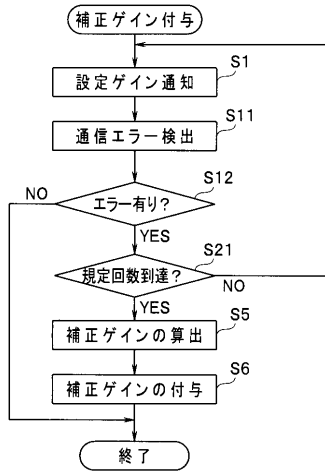 補正ゲイン付与
S1
設定ゲイン通知
S11
通信エラー検出
S12
NO
エラー有り?
YES
S21
規定回数到達?
NO
YES
S5
補正ゲインの算出
S6
補正ゲインの付与
終了